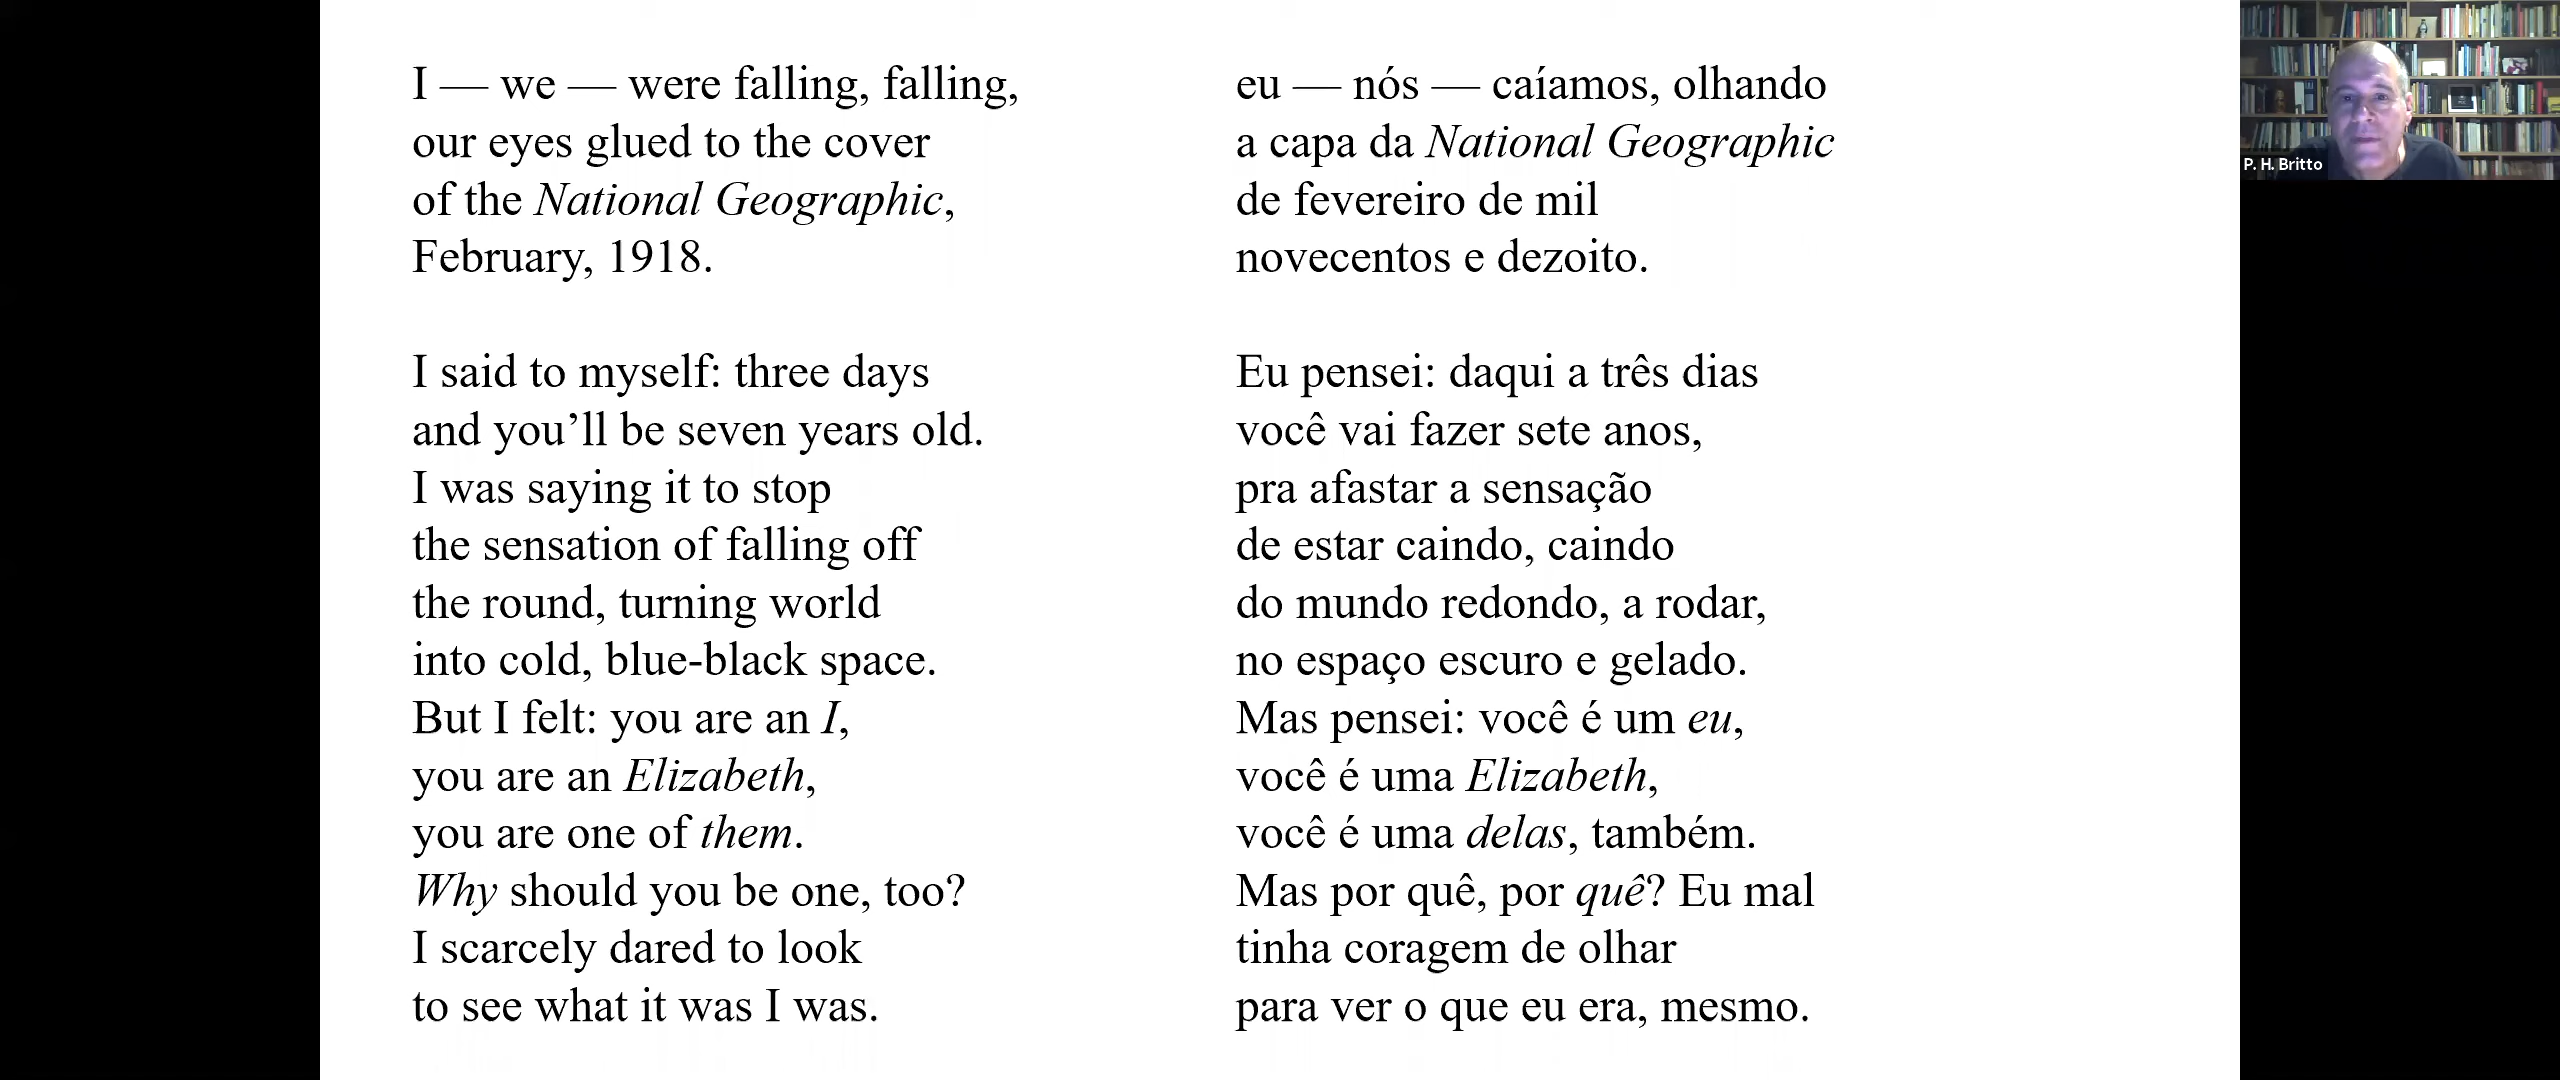 I — we — were falling, falling,
our eyes glued to the cover
of the National Geographic,
February, 1918.
I said to myself: three days
and you’ll be seven years old.
I was saying it to stop
the sensation of falling off
the round, turning world
into cold, blue-black space.
But I felt: you are an I,
you are an Elizabeth,
you are one of them.
Why should you be one, too?
I scarcely dared to look
to see what it was I was.
eu — nós — caíamos, olhando
a capa da National Geographic
de fevereiro de mil
novecentos e dezoito.
Eu pensei: daqui a três dias
você vai fazer sete anos,
pra afastar a sensação
de estar caindo, caindo
do mundo redondo, a rodar,
no espaço escuro e gelado.
Mas pensei: você é um eu,
você é uma Elizabeth,
você é uma delas, também.
Mas por quê, por quê? Eu mal
tinha coragem de olhar
para ver o que eu era, mesmo.
P. H. Britto